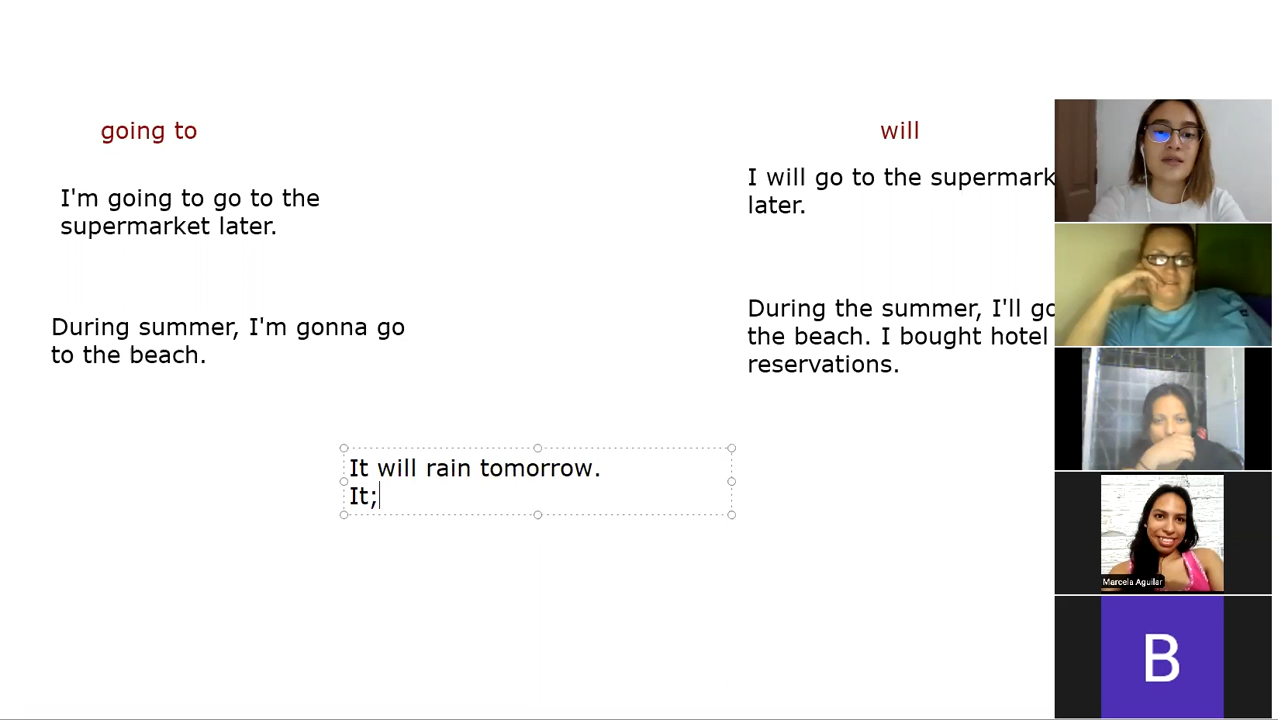 going to
I'm going to go to the
supermarket later.
During summer, I'm gonna go
to the beach.
will
I will go to the supermark
later.
During the summer, I'll go
the beach. I bought hotel
reservations.
It will rain tomorrow.
It;
Marcela Aguilar
B